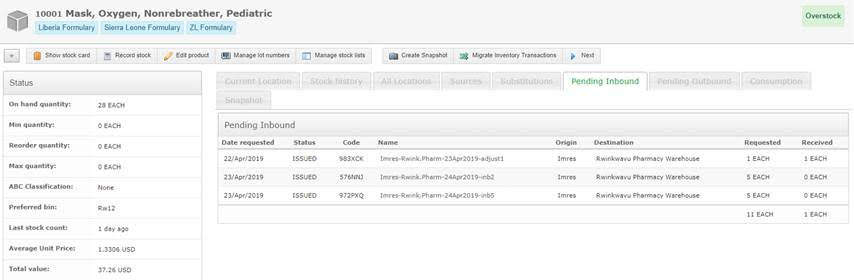 10001 Mask, Oxygen, Nonrebreather, Pediatric
Liberia Formulary Sierra Leone Formulary ZL Formulary
Overstock
Show stock card Record stock Edit product Manage lot numbers Manage stock lists Create Snapshot Migrate Inventory Transactions Next
Status
On hand quantity: 28 EACH
Min quantity: 0 EACH
Reorder quantity: 0 EACH
Max quantity: 0 EACH
ABC Classification: None
Preferred bin: Rw12
Last stock count: 1 day ago
Average Unit Price: 1.3306 USD
Total value: 37.26 USD
Current Location Stock history All Locations Sources Substitutions Pending Inbound Pending Outbound Consumption
Snapshot
Pending Inbound
Date requested Status Code Name Origin Destination Requested Received
22/Apr/2019 ISSUED 983XCK Imres-Rwink.Pharm-23Apr2019-adjust1 Imres Rwinkwavu Pharmacy Warehouse 1 EACH 1 EACH
23/Apr/2019 ISSUED 576NNJ Imres-Rwink.Pharm-24Apr2019-inb2 Imres Rwinkwavu Pharmacy Warehouse 5 EACH 0 EACH
23/Apr/2019 ISSUED 972PXQ Imres-Rwink.Pharm-24Apr2019-inb5 Imres Rwinkwavu Pharmacy Warehouse 5 EACH 0 EACH
11 EACH 1 EACH